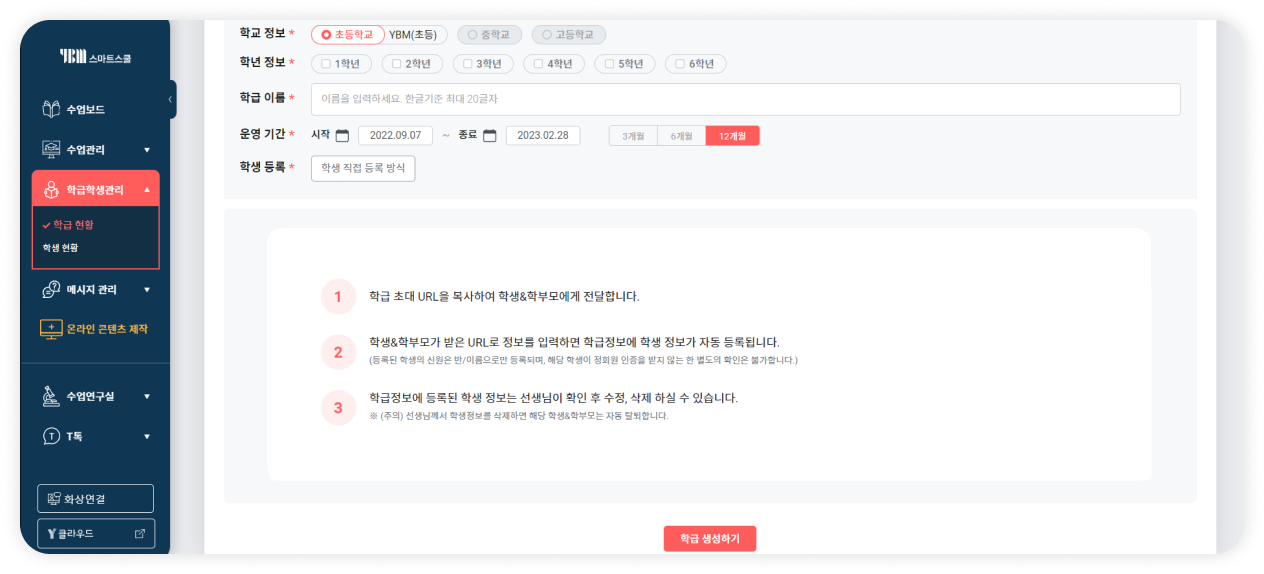 YBM 스마트스쿨
수업보드
수업관리
학급학생관리
학급 현황
학생 현황
메시지 관리
온라인 콘텐츠 제작
수업연구실
T T톡
화상연결
Y 클라우드
학교 정보 * 초등학교 YBM(초등) 중학교 고등학교
학년 정보 * 1학년 2학년 3학년 4학년 5학년 6학년
학급 이름 * 이름을 입력하세요. 한글기준 최대 20글자
운영 기간 * 시작 2022.09.07 ~ 종료 2023.02.28 3개월 6개월 12개월
학생 등록 * 학생 직접 등록 방식
1 학급 초대 URL을 복사하여 학생&학부모에게 전달합니다.
2 학생&학부모가 받은 URL로 정보를 입력하면 학급정보에 학생 정보가 자동 등록됩니다.
(등록된 학생의 신원은 반/이름으로만 등록되며, 해당 학생이 정회원 인증을 받지 않는 한 별도의 확인은 불가합니다.)
3 학급정보에 등록된 학생 정보는 선생님이 확인 후 수정, 삭제 하실 수 있습니다.
※ (주의) 선생님께서 학생정보를 삭제하면 해당 학생&학부모는 자동 탈퇴합니다.
학급 생성하기